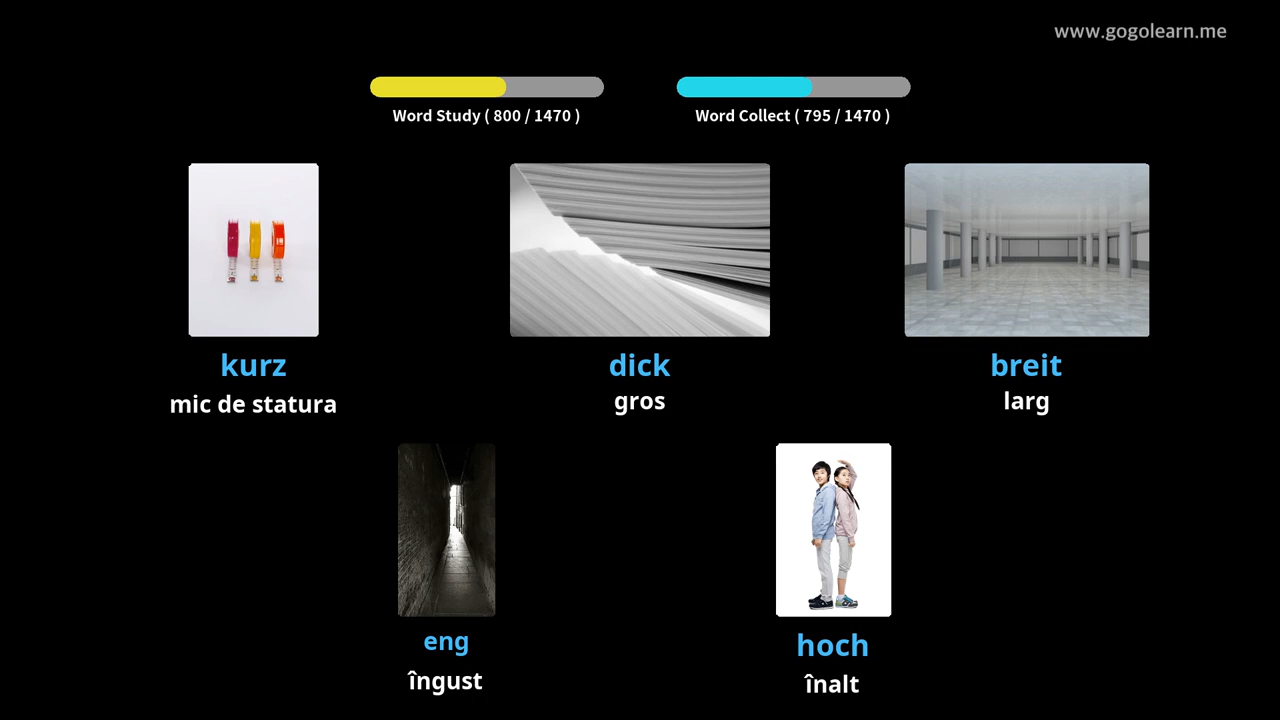 www.gogolearn.me
Word Study ( 800 / 1470 )
Word Collect ( 795 / 1470 )
kurz
mic de statura
dick
gros
breit
larg
eng
îngust
hoch
înalt